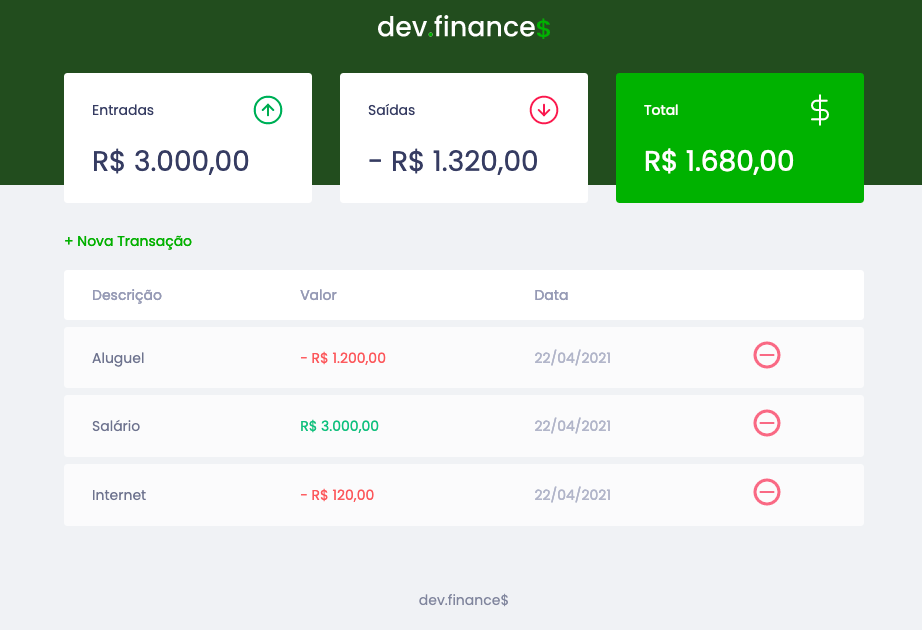 dev.finance$
Entradas
R$ 3.000,00
Saídas
- R$ 1.320,00
Total
$
R$ 1.680,00
+ Nova Transação
Descrição Valor Data
Aluguel - R$ 1.200,00 22/04/2021
Salário R$ 3.000,00 22/04/2021
Internet - R$ 120,00 22/04/2021
dev.finance$